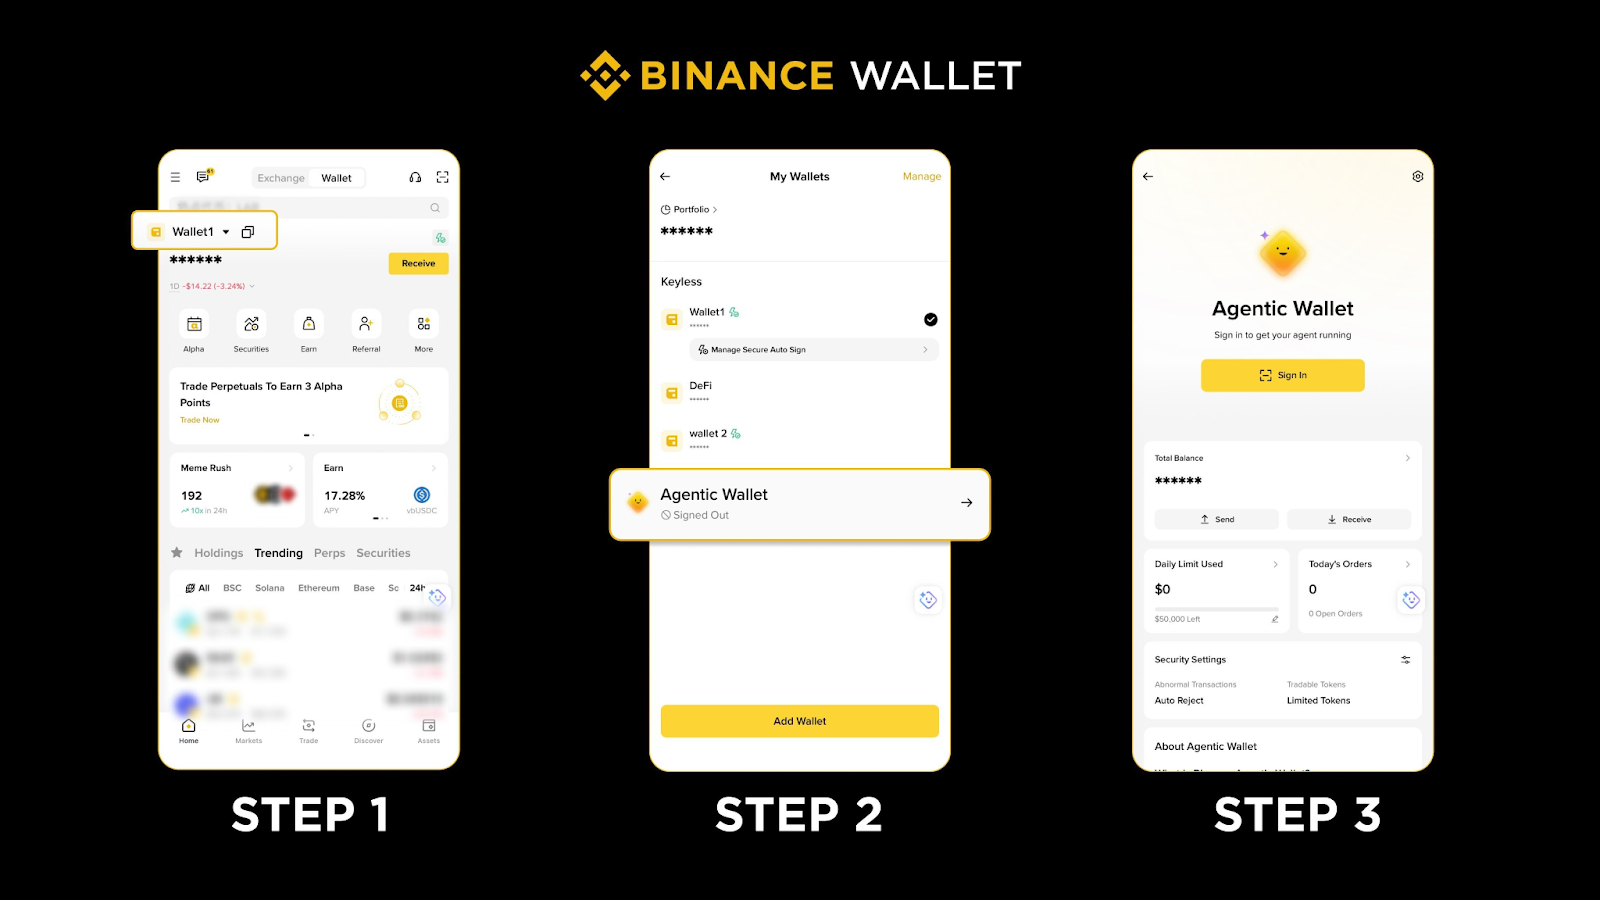 BINANCE WALLET
Exchange Wallet
Wallet1
******
Receive
1D -$14.22 (-3.24%)
Alpha Securities Earn Referral More
Trade Perpetuals To Earn 3 Alpha
Points
Trade Now
Meme Rush
192
10x in 24h
Earn
17.28%
APY
vbUSDC
Holdings Trending Perps Securities
All BSC Solana Ethereum Base Sc 24h
Home Markets Trade Discover Assets
STEP 1
My Wallets
Manage
Portfolio
******
Keyless
Wallet1
******
Manage Secure Auto Sign
DeFi
******
wallet 2
******
Agentic Wallet
Signed Out
Add Wallet
STEP 2
Agentic Wallet
Sign in to get your agent running
Sign In
Total Balance
******
Send Receive
Daily Limit Used
$0
$50,000 Left
Today's Orders
0
0 Open Orders
Security Settings
Abnormal Transactions
Auto Reject
Tradable Tokens
Limited Tokens
About Agentic Wallet
STEP 3